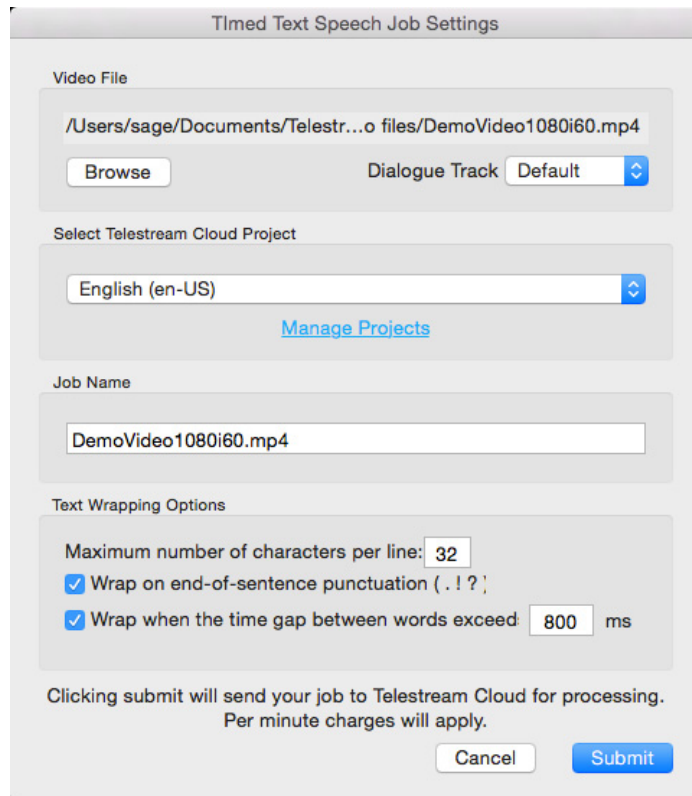 TImed Text Speech Job Settings
Video File
/Users/sage/Documents/Telestr...o files/DemoVideo1080i60.mp4
Browse
Dialogue Track Default
Select Telestream Cloud Project
English (en-US)
Manage Projects
Job Name
DemoVideo1080i60.mp4
Text Wrapping Options
Maximum number of characters per line: 32
Wrap on end-of-sentence punctuation ( . ! ? )
Wrap when the time gap between words exceed 800 ms
Clicking submit will send your job to Telestream Cloud for processing.
Per minute charges will apply.
Cancel Submit